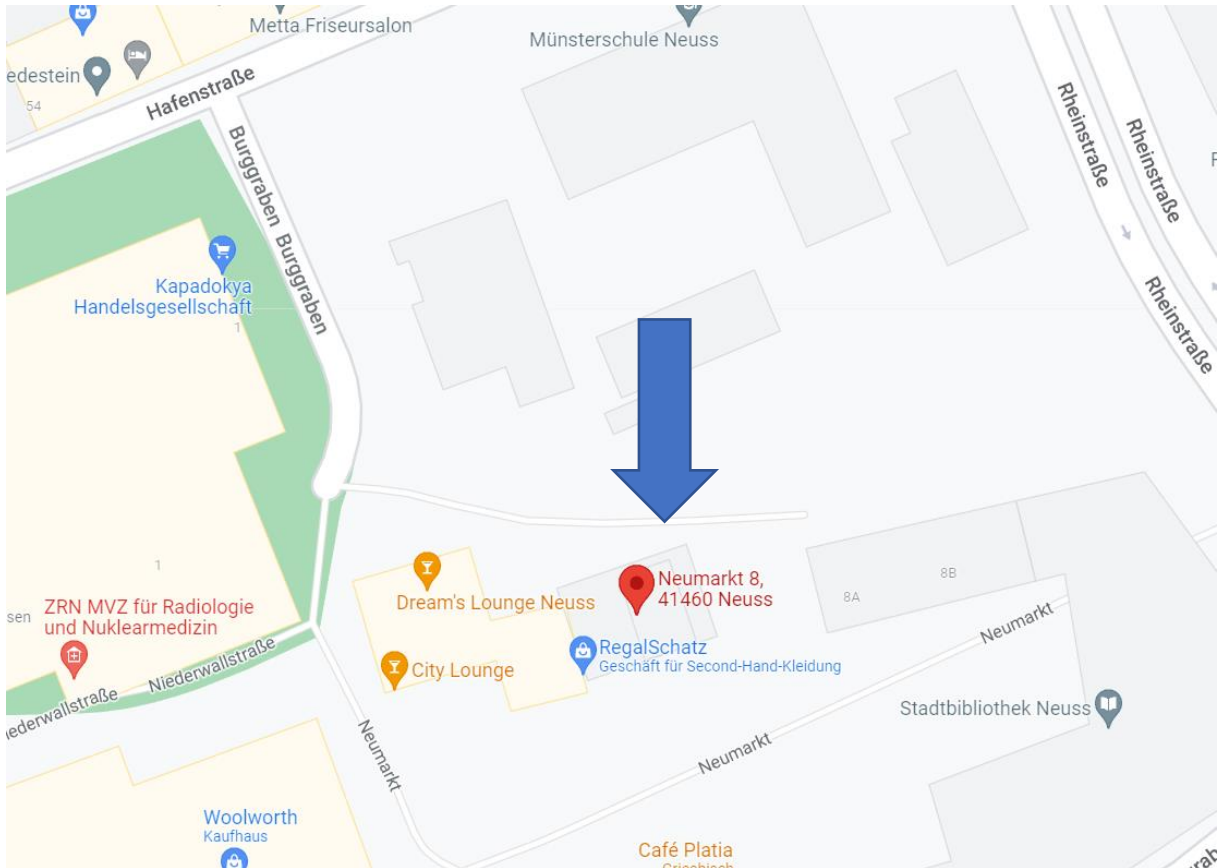 Metta Friseursalon
Münsterschule Neuss
edestein
54
Hafenstraße
Rheinstraße
Rheinstraße
Burggraben
Burggraben
Kapadokya
Handelsgesellschaft
1
Rheinstraße
Neumarkt 8,
41460 Neuss
Dream's Lounge Neuss
1
8B
8A
sen
ZRN MVZ für Radiologie
und Nuklearmedizin
RegalSchatz
Geschäft für Second-Hand-Kleidung
City Lounge
Neumarkt
Niederwallstraße
iederwallstraße
Stadtbibliothek Neuss
Neumarkt
Neumarkt
Woolworth
Kaufhaus
Café Platia